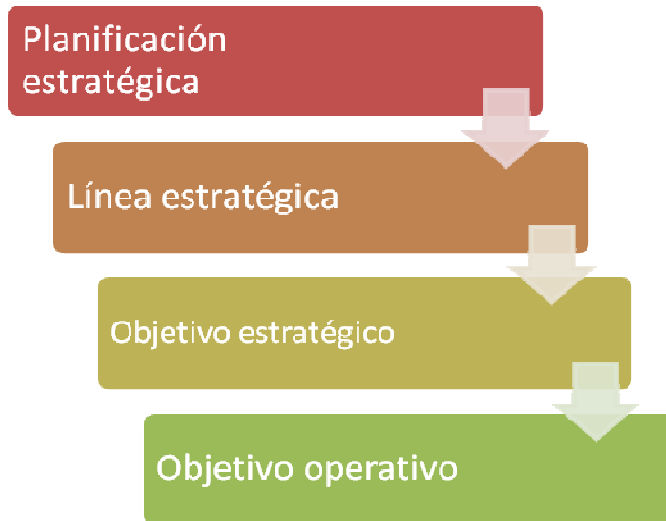 Planificación
estratégica
Línea estratégica
Objetivo estratégico
Objetivo operativo